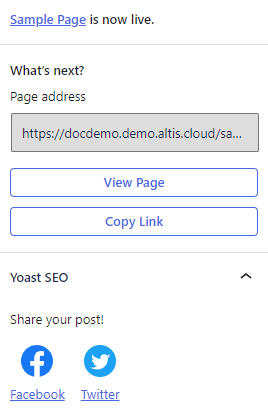 Sample Page is now live.
What's next?
Page address
https://docdemo.demo.altis.cloud/sa...
View Page
Copy Link
Yoast SEO
Share your post!
Facebook Twitter